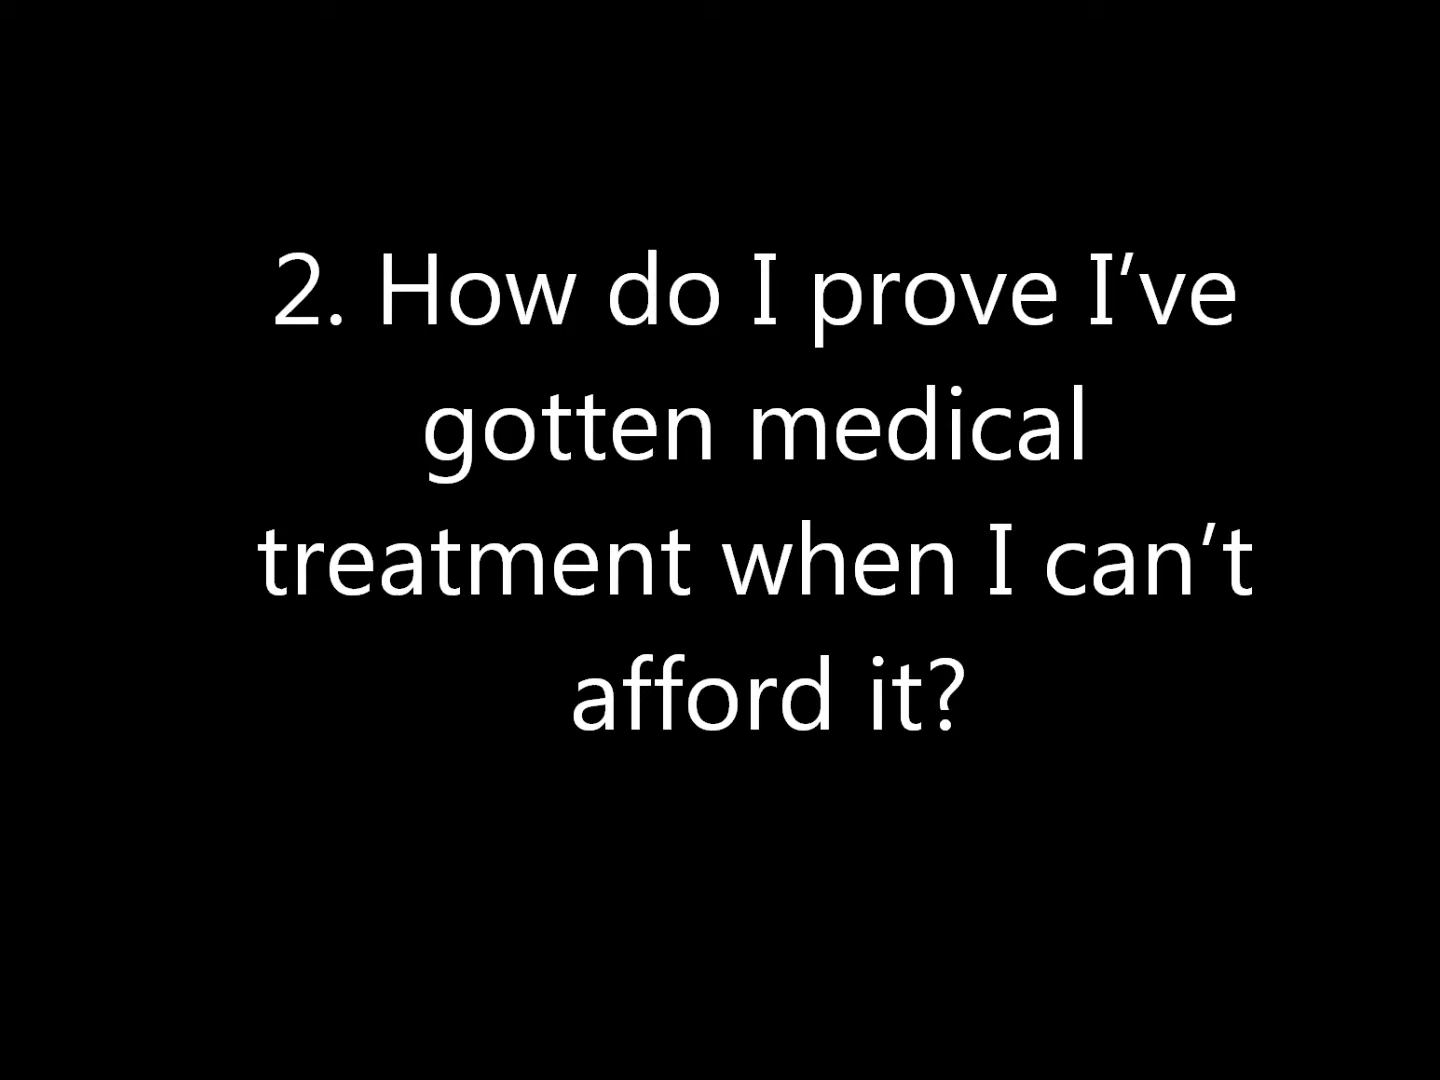 2. How do I prove I’ve
gotten medical
treatment when I can’t
afford it?